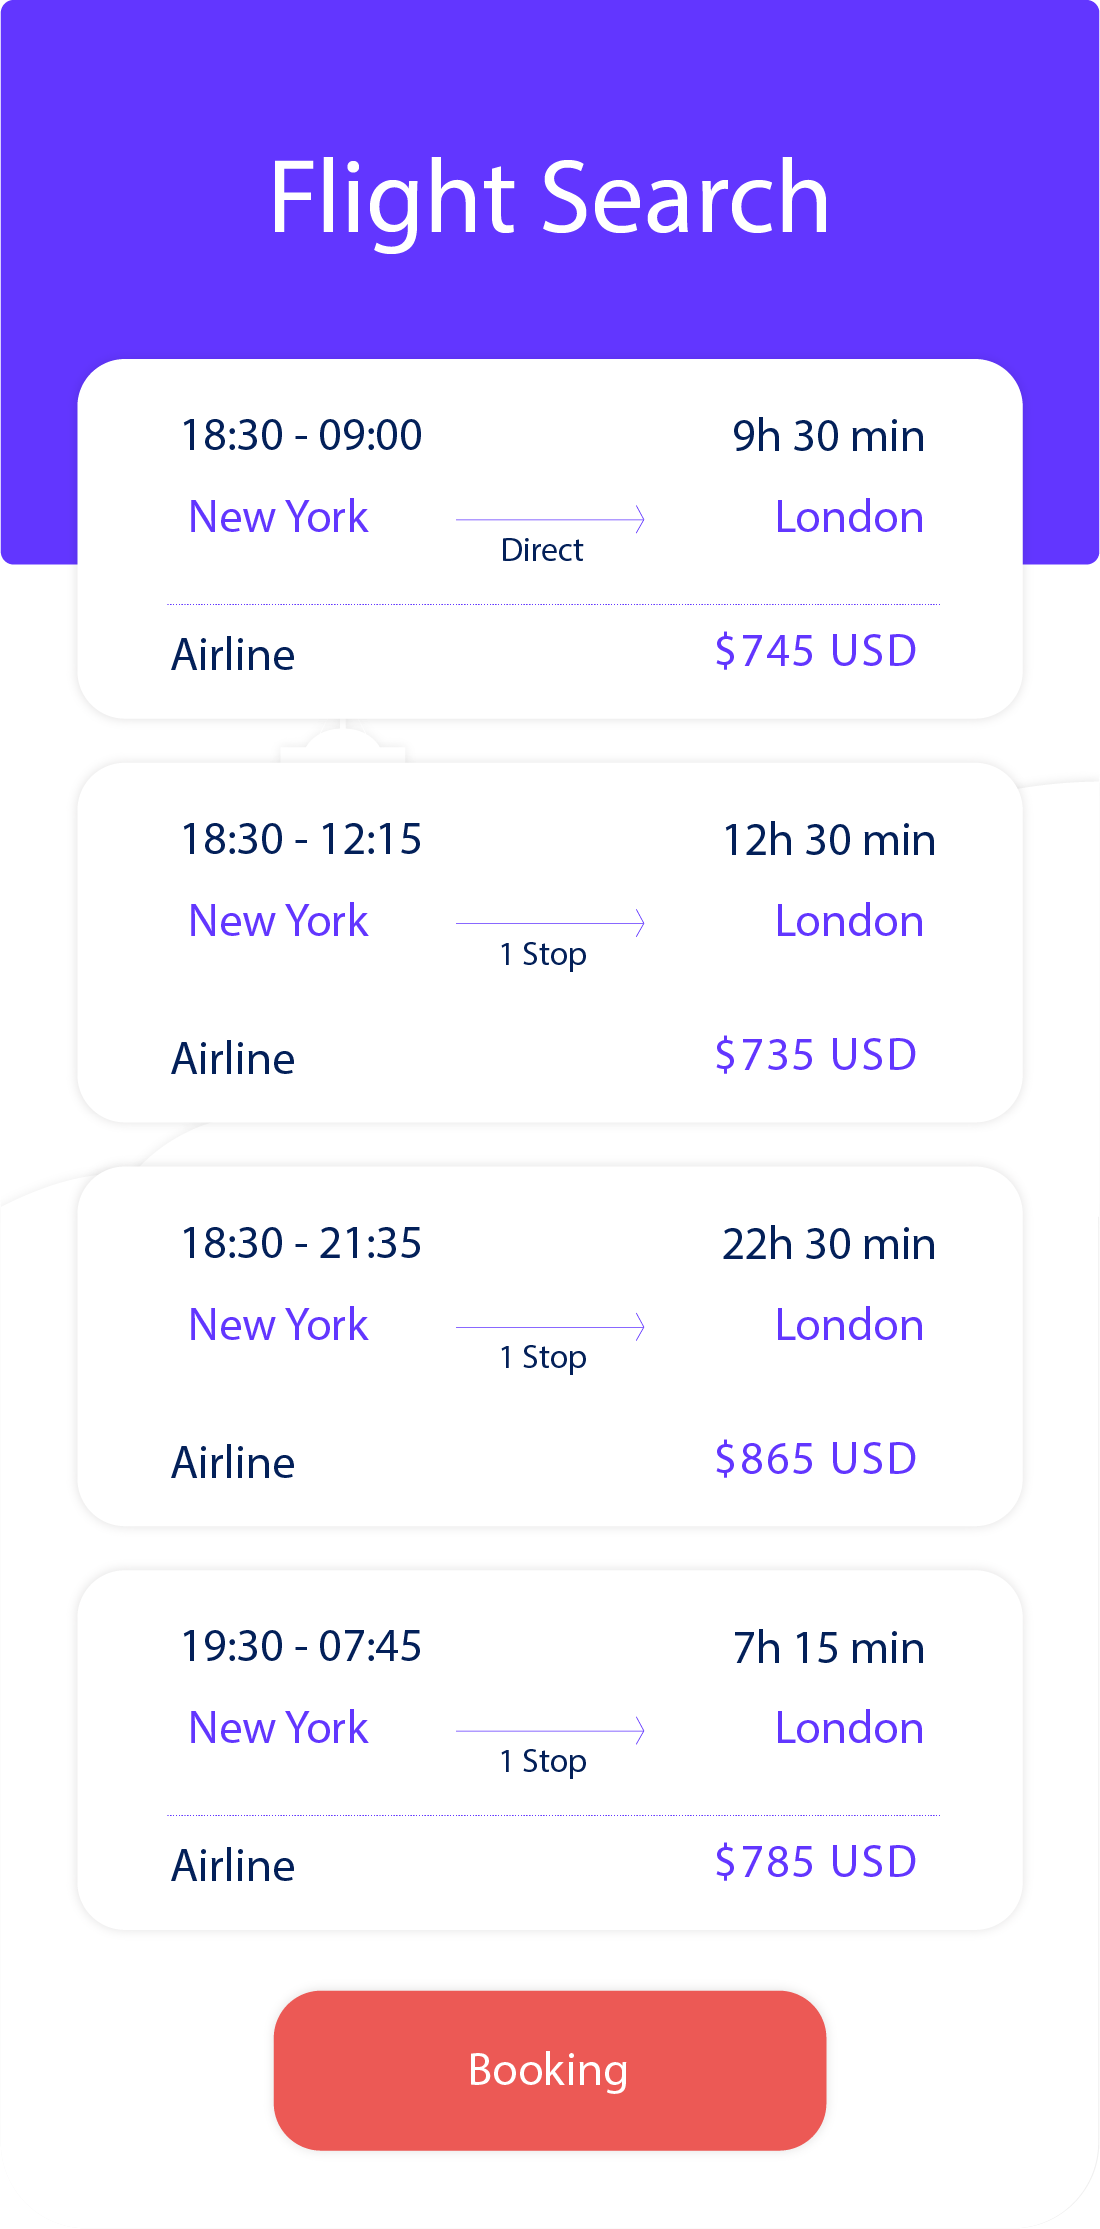 Flight Search
18:30 - 09:00 9h 30 min
New York London
Direct
Airline $745 USD
18:30 - 12:15 12h 30 min
New York London
1 Stop
Airline $735 USD
18:30 - 21:35 22h 30 min
New York London
1 Stop
Airline $865 USD
19:30 - 07:45 7h 15 min
New York London
1 Stop
Airline $785 USD
Booking